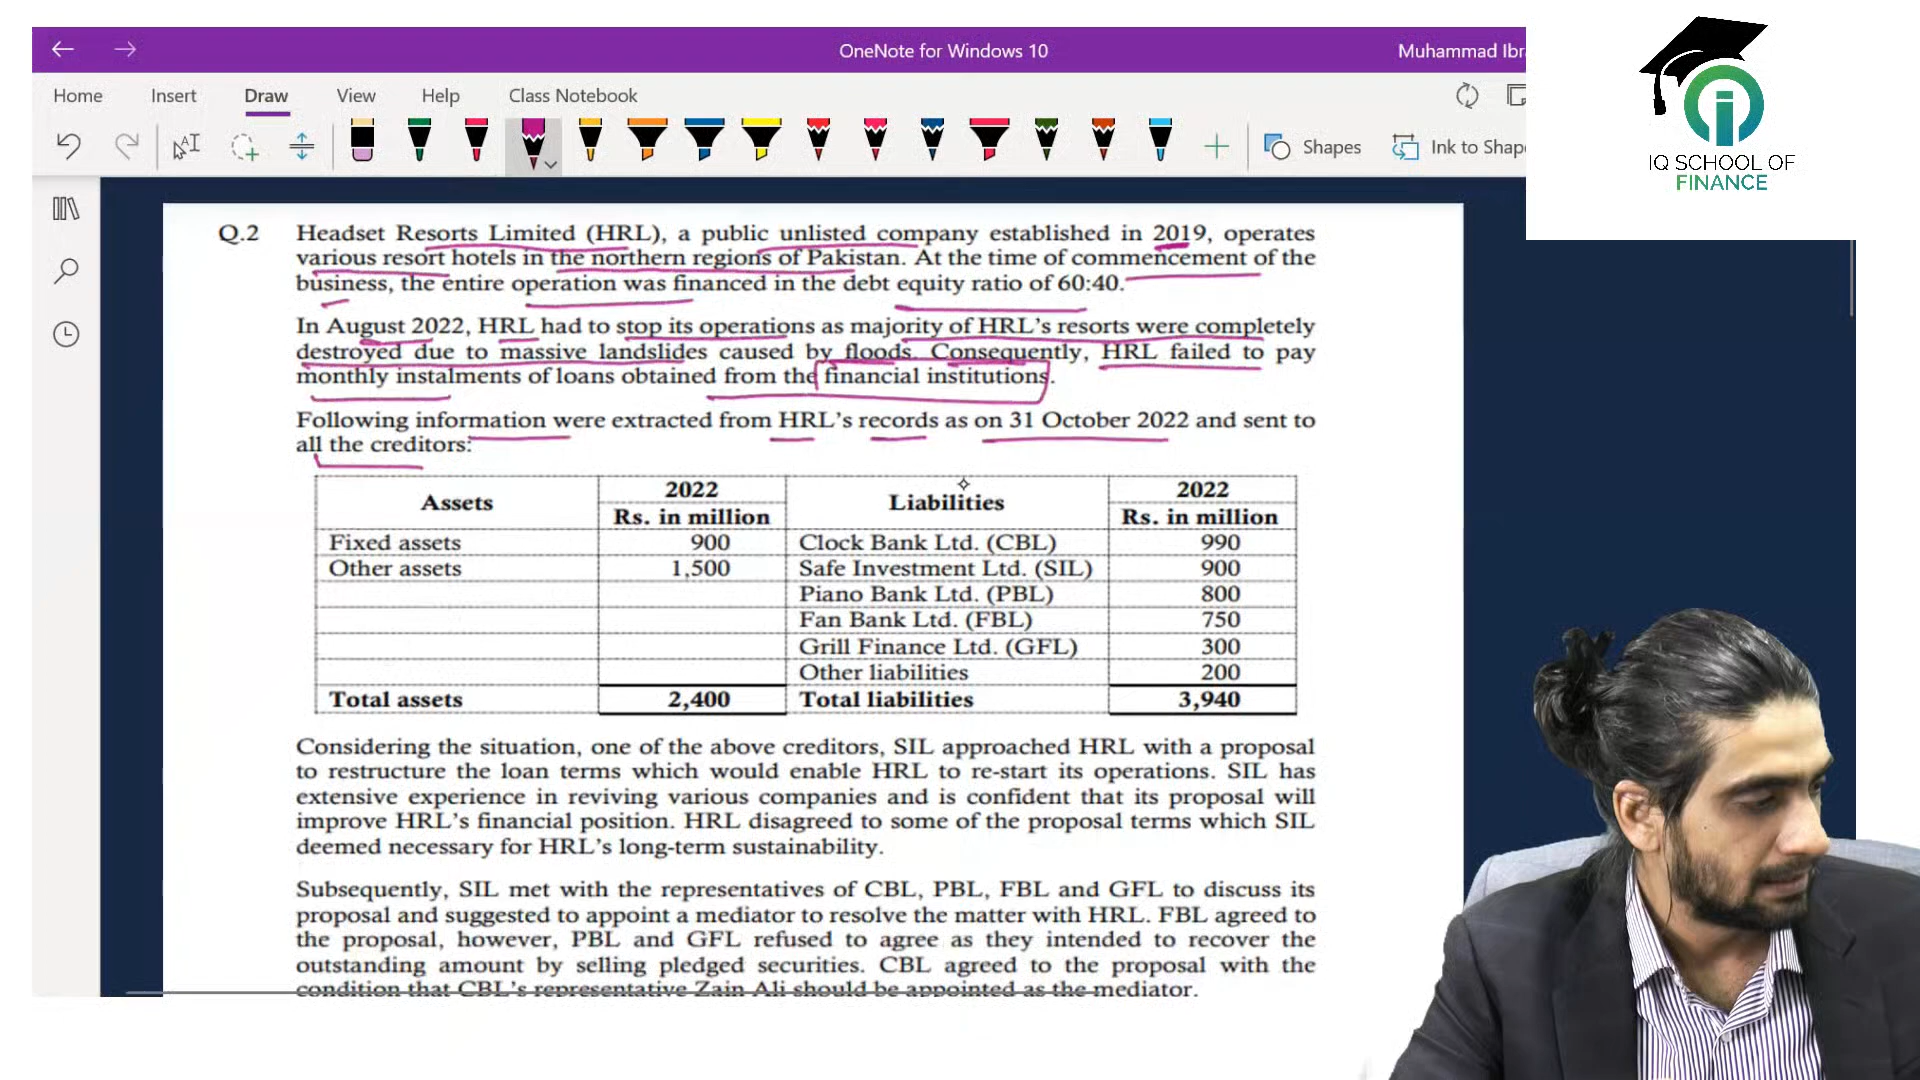 OneNote for Windows 10
Muhammad Ibr
Home Insert Draw View Help Class Notebook
Shapes Ink to Shap
IQ SCHOOL OF
FINANCE
Q.2 Headset Resorts Limited (HRL), a public unlisted company established in 2019, operates
various resort hotels in the northern regions of Pakistan. At the time of commencement of the
business, the entire operation was financed in the debt equity ratio of 60:40.
In August 2022, HRL had to stop its operations as majority of HRL's resorts were completely
destroyed due to massive landslides caused by floods. Consequently, HRL failed to pay
monthly instalments of loans obtained from the financial institutions.
Following information were extracted from HRL's records as on 31 October 2022 and sent to
all the creditors:
Assets 2022 Liabilities 2022
Rs. in million Rs. in million
Fixed assets 900 Clock Bank Ltd. (CBL) 990
Other assets 1,500 Safe Investment Ltd. (SIL) 900
Piano Bank Ltd. (PBL) 800
Fan Bank Ltd. (FBL) 750
Grill Finance Ltd. (GFL) 300
Other liabilities 200
Total assets 2,400 Total liabilities 3,940
Considering the situation, one of the above creditors, SIL approached HRL with a proposal
to restructure the loan terms which would enable HRL to re-start its operations. SIL has
extensive experience in reviving various companies and is confident that its proposal will
improve HRL's financial position. HRL disagreed to some of the proposal terms which SIL
deemed necessary for HRL's long-term sustainability.
Subsequently, SIL met with the representatives of CBL, PBL, FBL and GFL to discuss its
proposal and suggested to appoint a mediator to resolve the matter with HRL. FBL agreed to
the proposal, however, PBL and GFL refused to agree as they intended to recover the
outstanding amount by selling pledged securities. CBL agreed to the proposal with the
condition that CBL's representative Zain Ali should be appointed as the mediator.